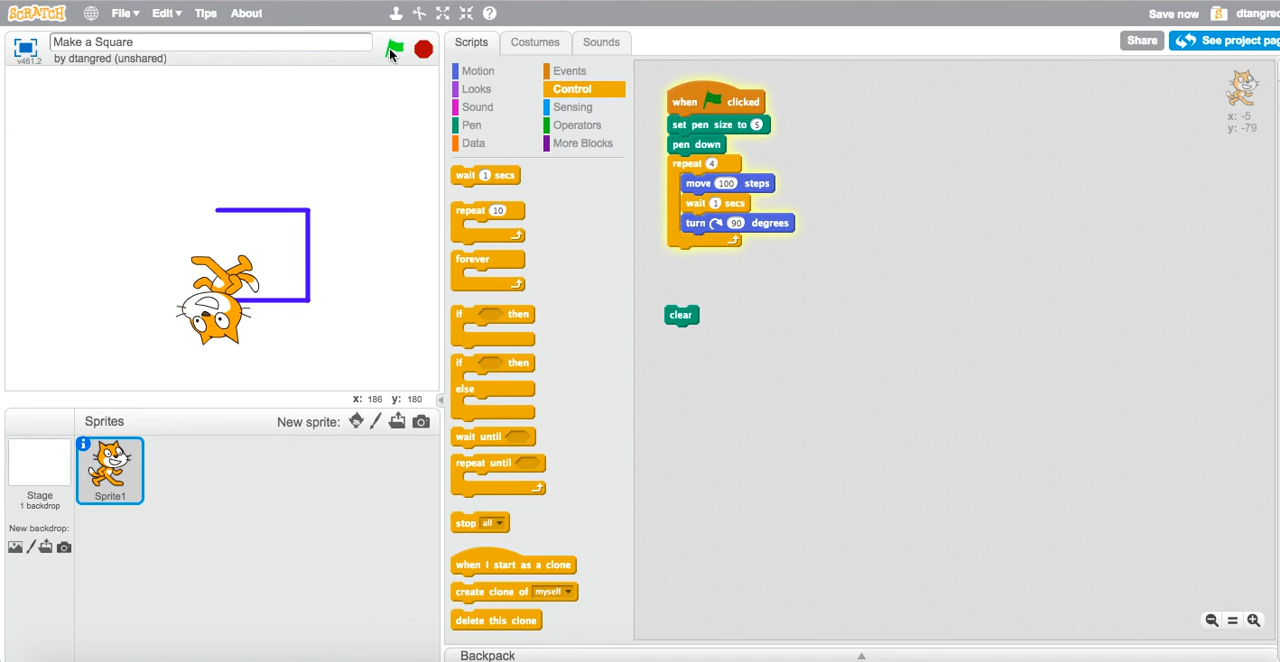 SCRATCH File Edit Tips About Save now dtangred
Make a Square
v461.2 by dtangred (unshared)
Scripts Costumes Sounds Share See project pag
Motion Events
Looks Control
Sound Sensing
Pen Operators
Data More Blocks
wait 1 secs
repeat 10
forever
if then
if then
else
wait until
repeat until
stop all
when I start as a clone
create clone of myself
delete this clone
when clicked
set pen size to 5
pen down
repeat 4
move 100 steps
wait 1 secs
turn 90 degrees
clear
x: -5
y: -79
x: 186 y: 180
Sprites New sprite:
Sprite1
Stage
1 backdrop
New backdrop:
Backpack